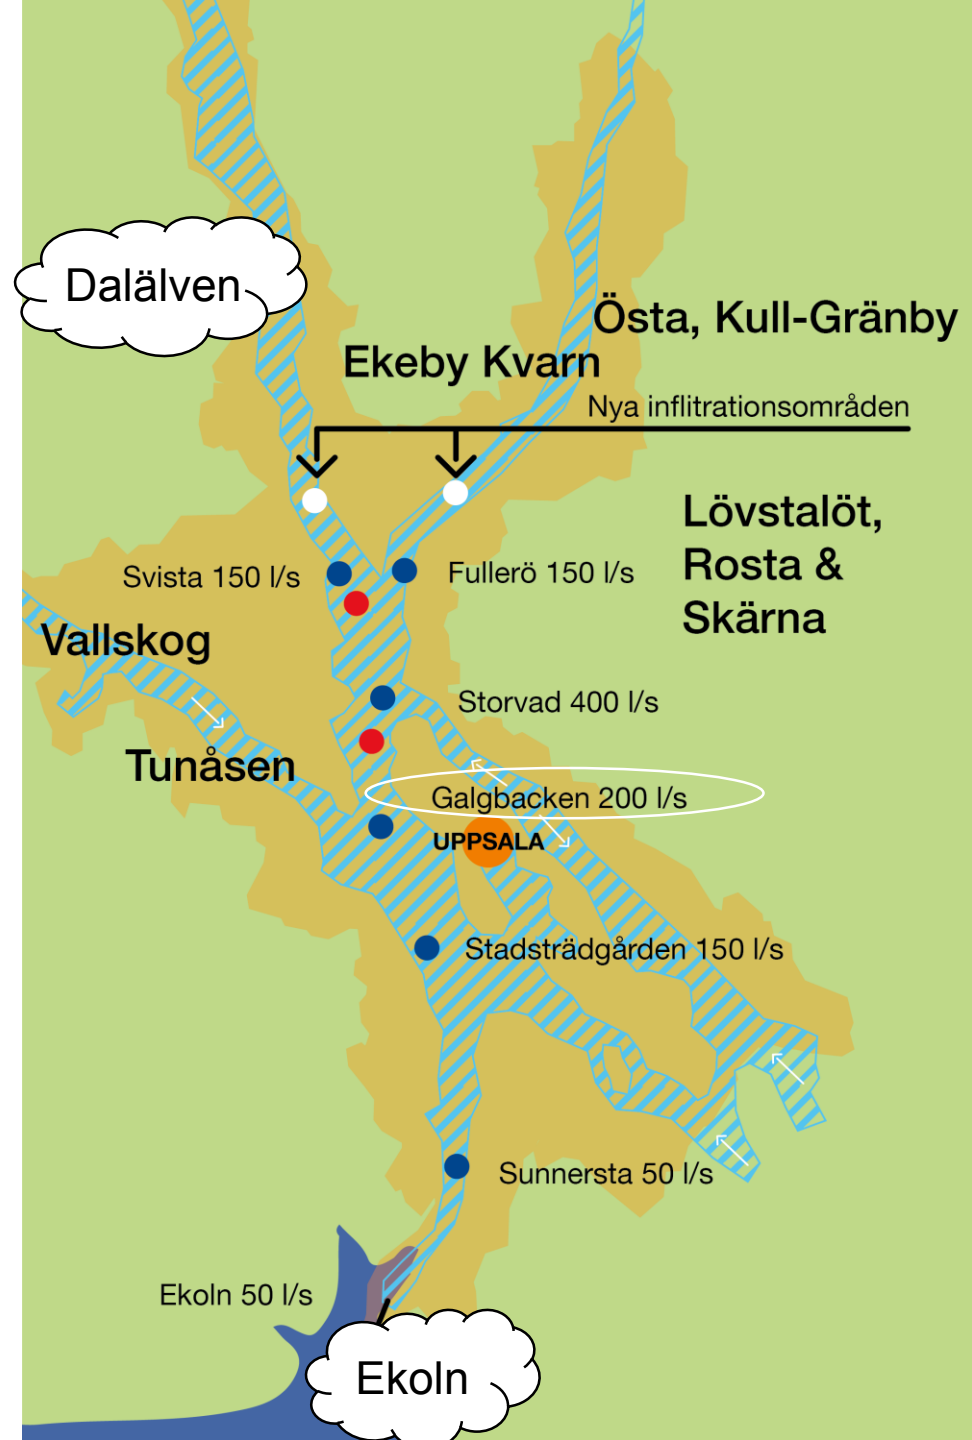 Dalälven
Östa, Kull-Gränby
Ekeby Kvarn
Nya inflitrationsområden
Lövstalöt,
Rosta &
Skärna
Svista 150 l/s
Fullerö 150 l/s
Vallskog
Storvad 400 l/s
Tunåsen
Galgbacken 200 l/s
UPPSALA
Stadsträdgården 150 l/s
Sunnersta 50 l/s
Ekoln 50 l/s
Ekoln